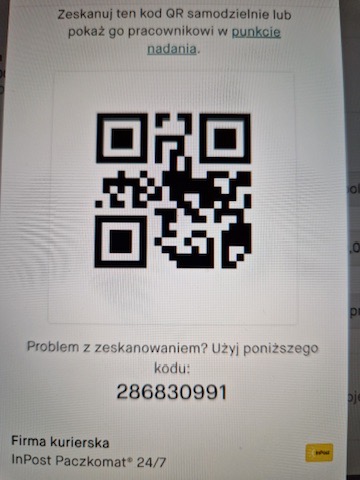 Zeskanuj ten kod QR samodzielnie lub
pokaż go pracownikowi w punkcie
nadania.
Problem z zeskanowaniem? Użyj poniższego
kodu:
286830991
Firma kurierska
InPost Paczkomat® 24/7
InPost